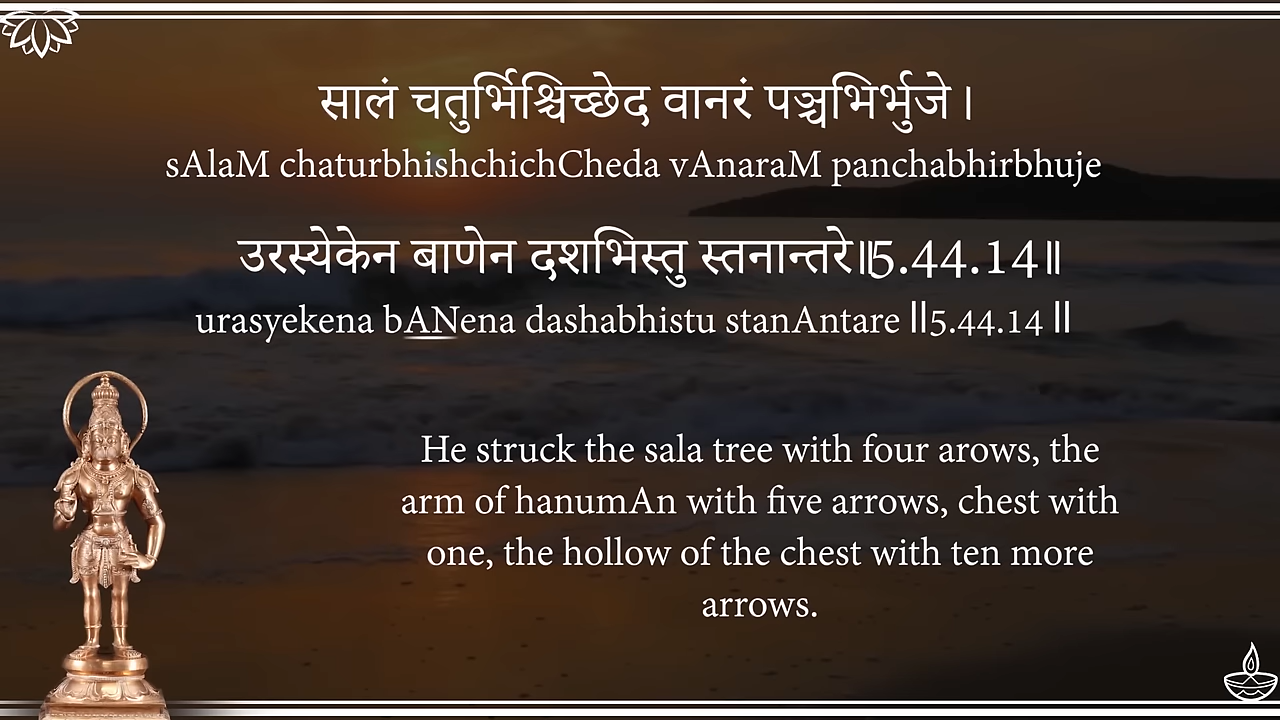 सालं चतुर्भिश्चिच्छेद वानरं पञ्चभिर्भुजे।
sAlaM chaturbhishchichCheda vAnaraM panchabhirbhuje
उरस्येकेन बाणेन दशभिस्तु स्तनान्तरे॥5.44.14॥
urasyekena bANena dashabhistu stanAntare ||5.44.14 ||
He struck the sala tree with four arows, the
arm of hanumAn with five arrows, chest with
one, the hollow of the chest with ten more
arrows.